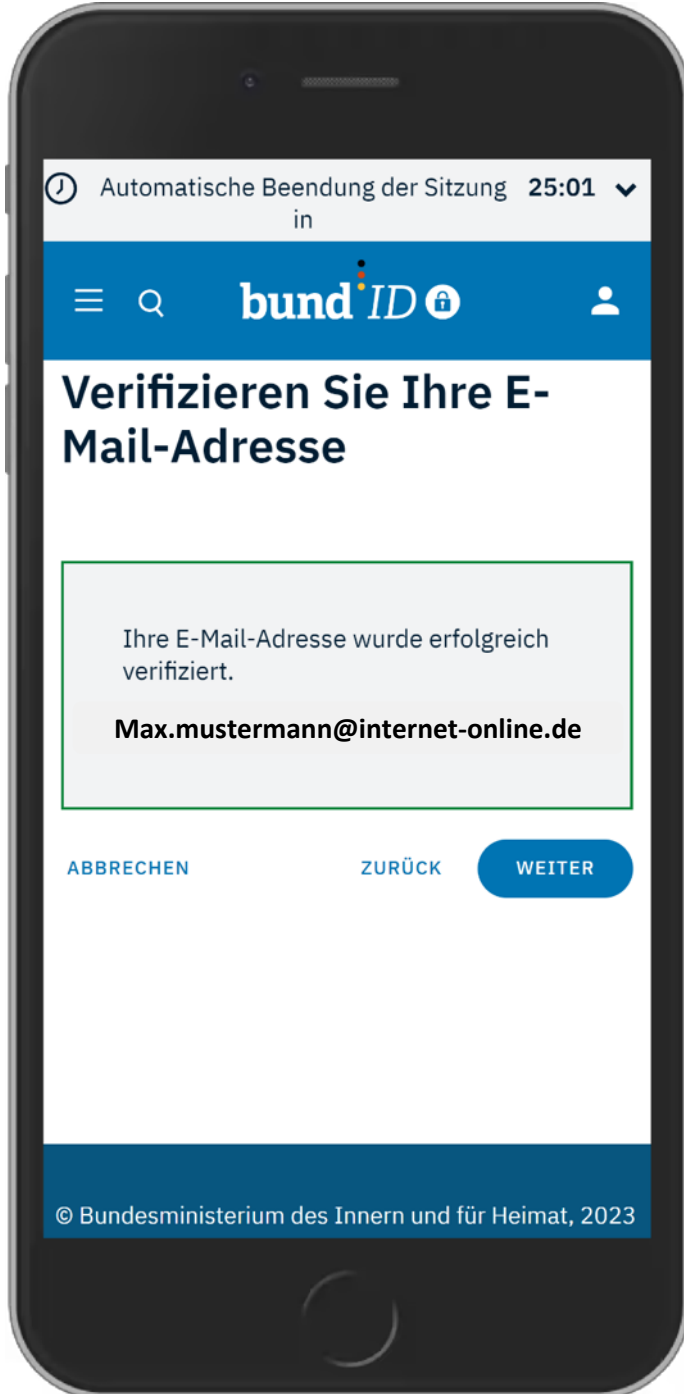 Automatische Beendung der Sitzung 25:01
in
bund ID
Verifizieren Sie Ihre E-
Mail-Adresse
Ihre E-Mail-Adresse wurde erfolgreich
verifiziert.
Max.mustermann@internet-online.de
ABBRECHEN ZURÜCK WEITER
© Bundesministerium des Innern und für Heimat, 2023